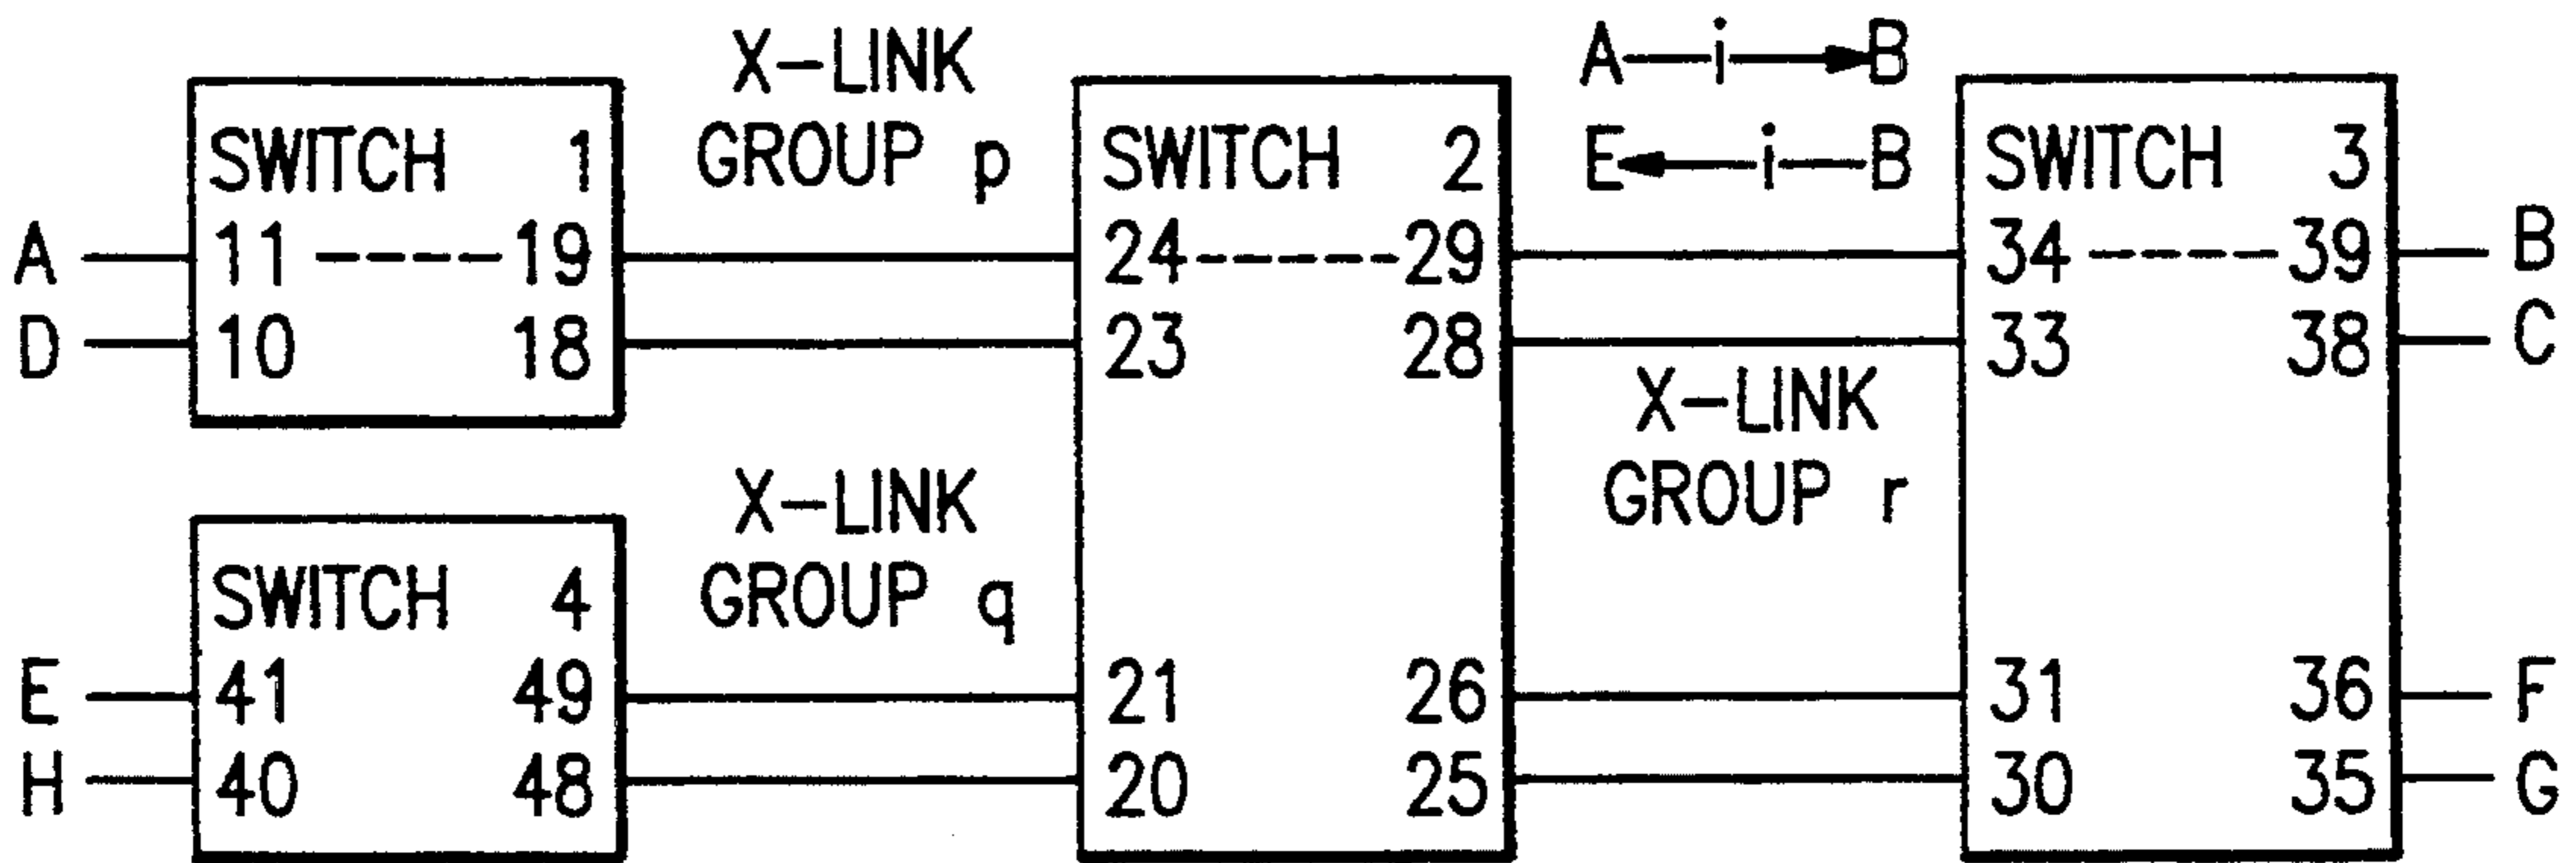 X-LINK
GROUP p
A—i→B
E←i—B
SWITCH 1
A 11 ----- 19
D 10 18
SWITCH 2
24 ------ 29
23 28
21 26
20 25
SWITCH 3
34 ----- 39 B
33 38 C
31 36 F
30 35 G
X-LINK
GROUP r
X-LINK
GROUP q
SWITCH 4
E 41 49
H 40 48